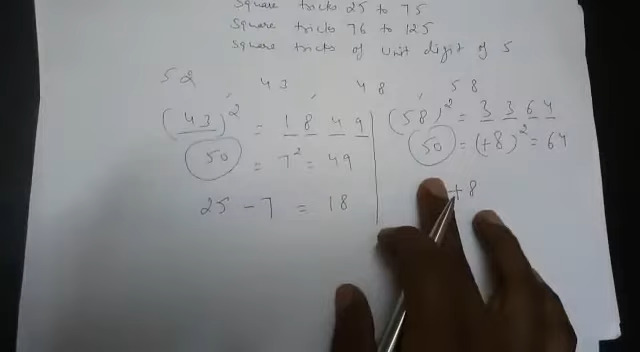 Square tricks 25 to 75
Square tricks 76 to 125
Square tricks of unit digit of 5
52 , 43 , 48 , 58
(43)² = 1 8 4 9
50 = 7² = 49
25 - 7 = 18
(58)² = 3 3 6 4
50 = (+8)² = 64
+8